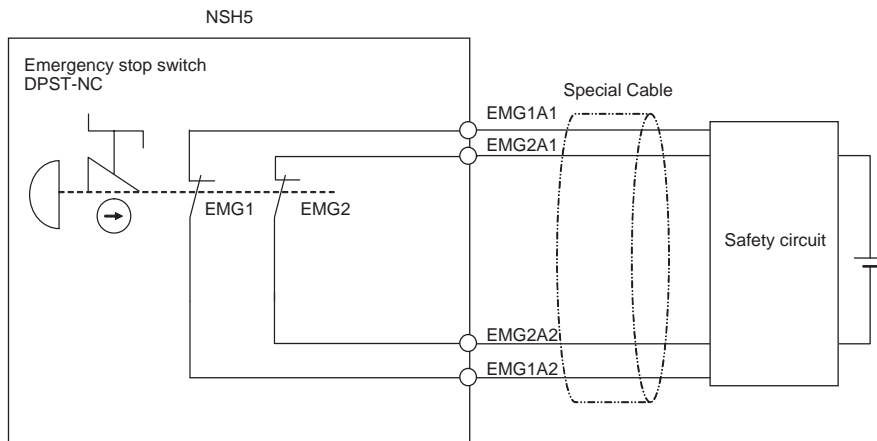 NSH5
Emergency stop switch
DPST-NC
Special Cable
EMG1A1
EMG2A1
EMG1
EMG2
Safety circuit
EMG2A2
EMG1A2